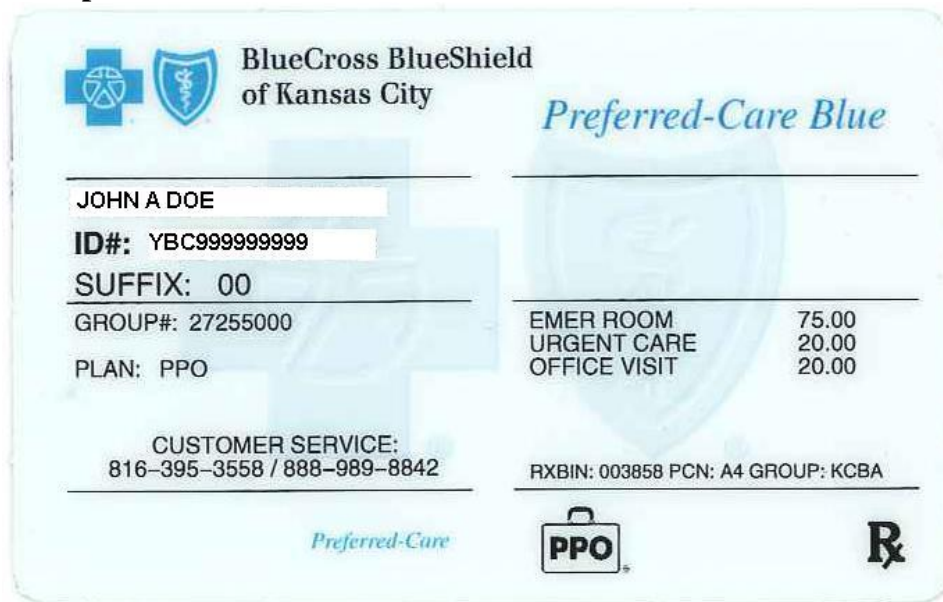 BlueCross BlueShield
of Kansas City
Preferred-Care Blue
JOHN A DOE
ID#: YBC999999999
SUFFIX: 00
GROUP#: 27255000
PLAN: PPO
EMER ROOM 75.00
URGENT CARE 20.00
OFFICE VISIT 20.00
CUSTOMER SERVICE:
816-395-3558 / 888-989-8842
RXBIN: 003858 PCN: A4 GROUP: KCBA
Preferred-Care
PPO
Rx